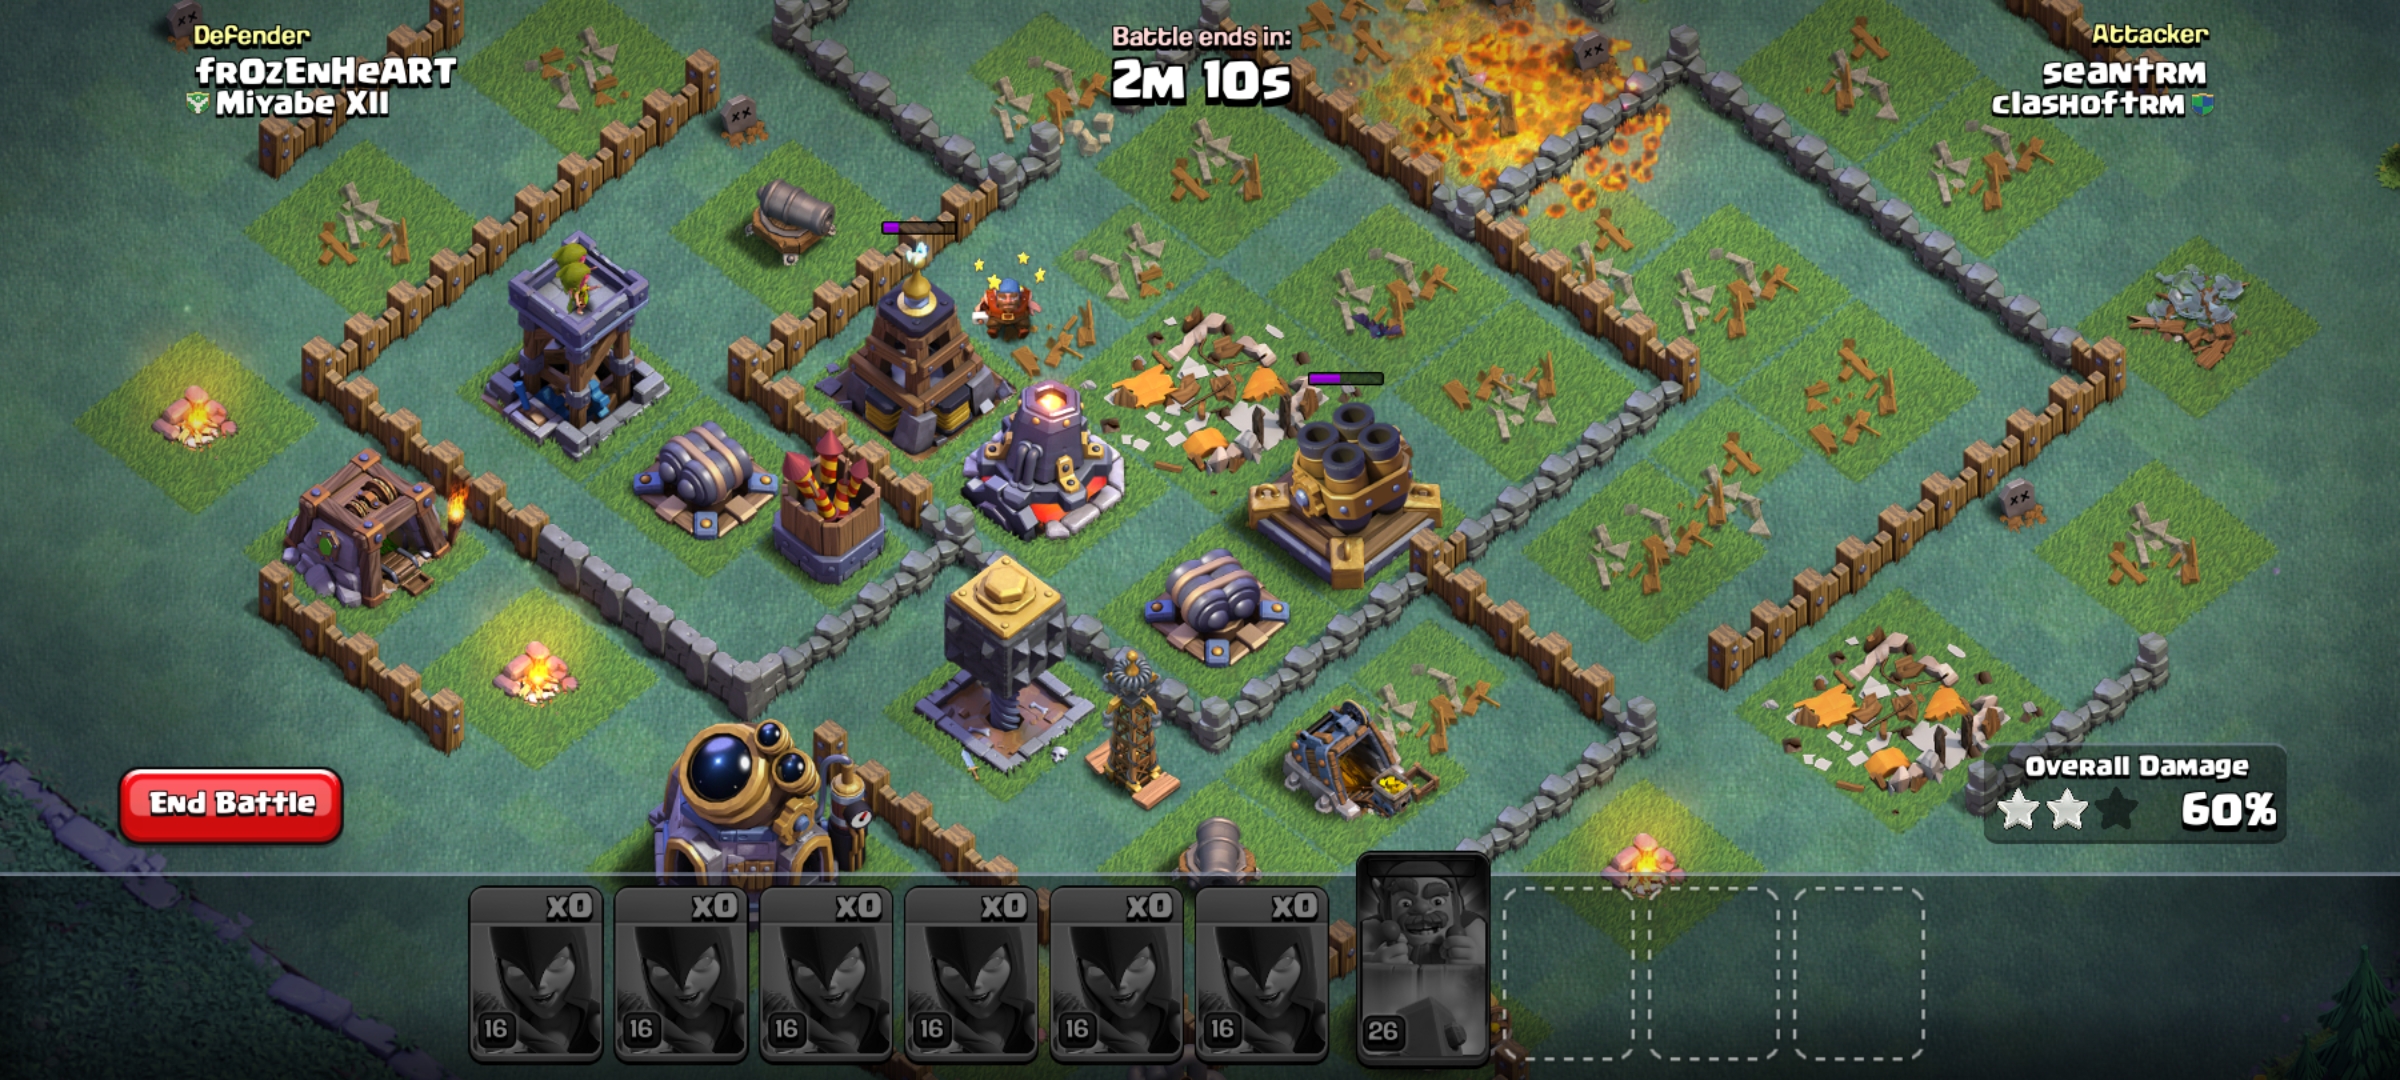 Defender
frOzEnHeART
Miyabe XII
Battle ends in:
2M 10s
Attacker
seantRM
clashoftRM
End Battle
Overall Damage
60%
x0
x0
x0
x0
x0
x0
16
16
16
16
16
16
26